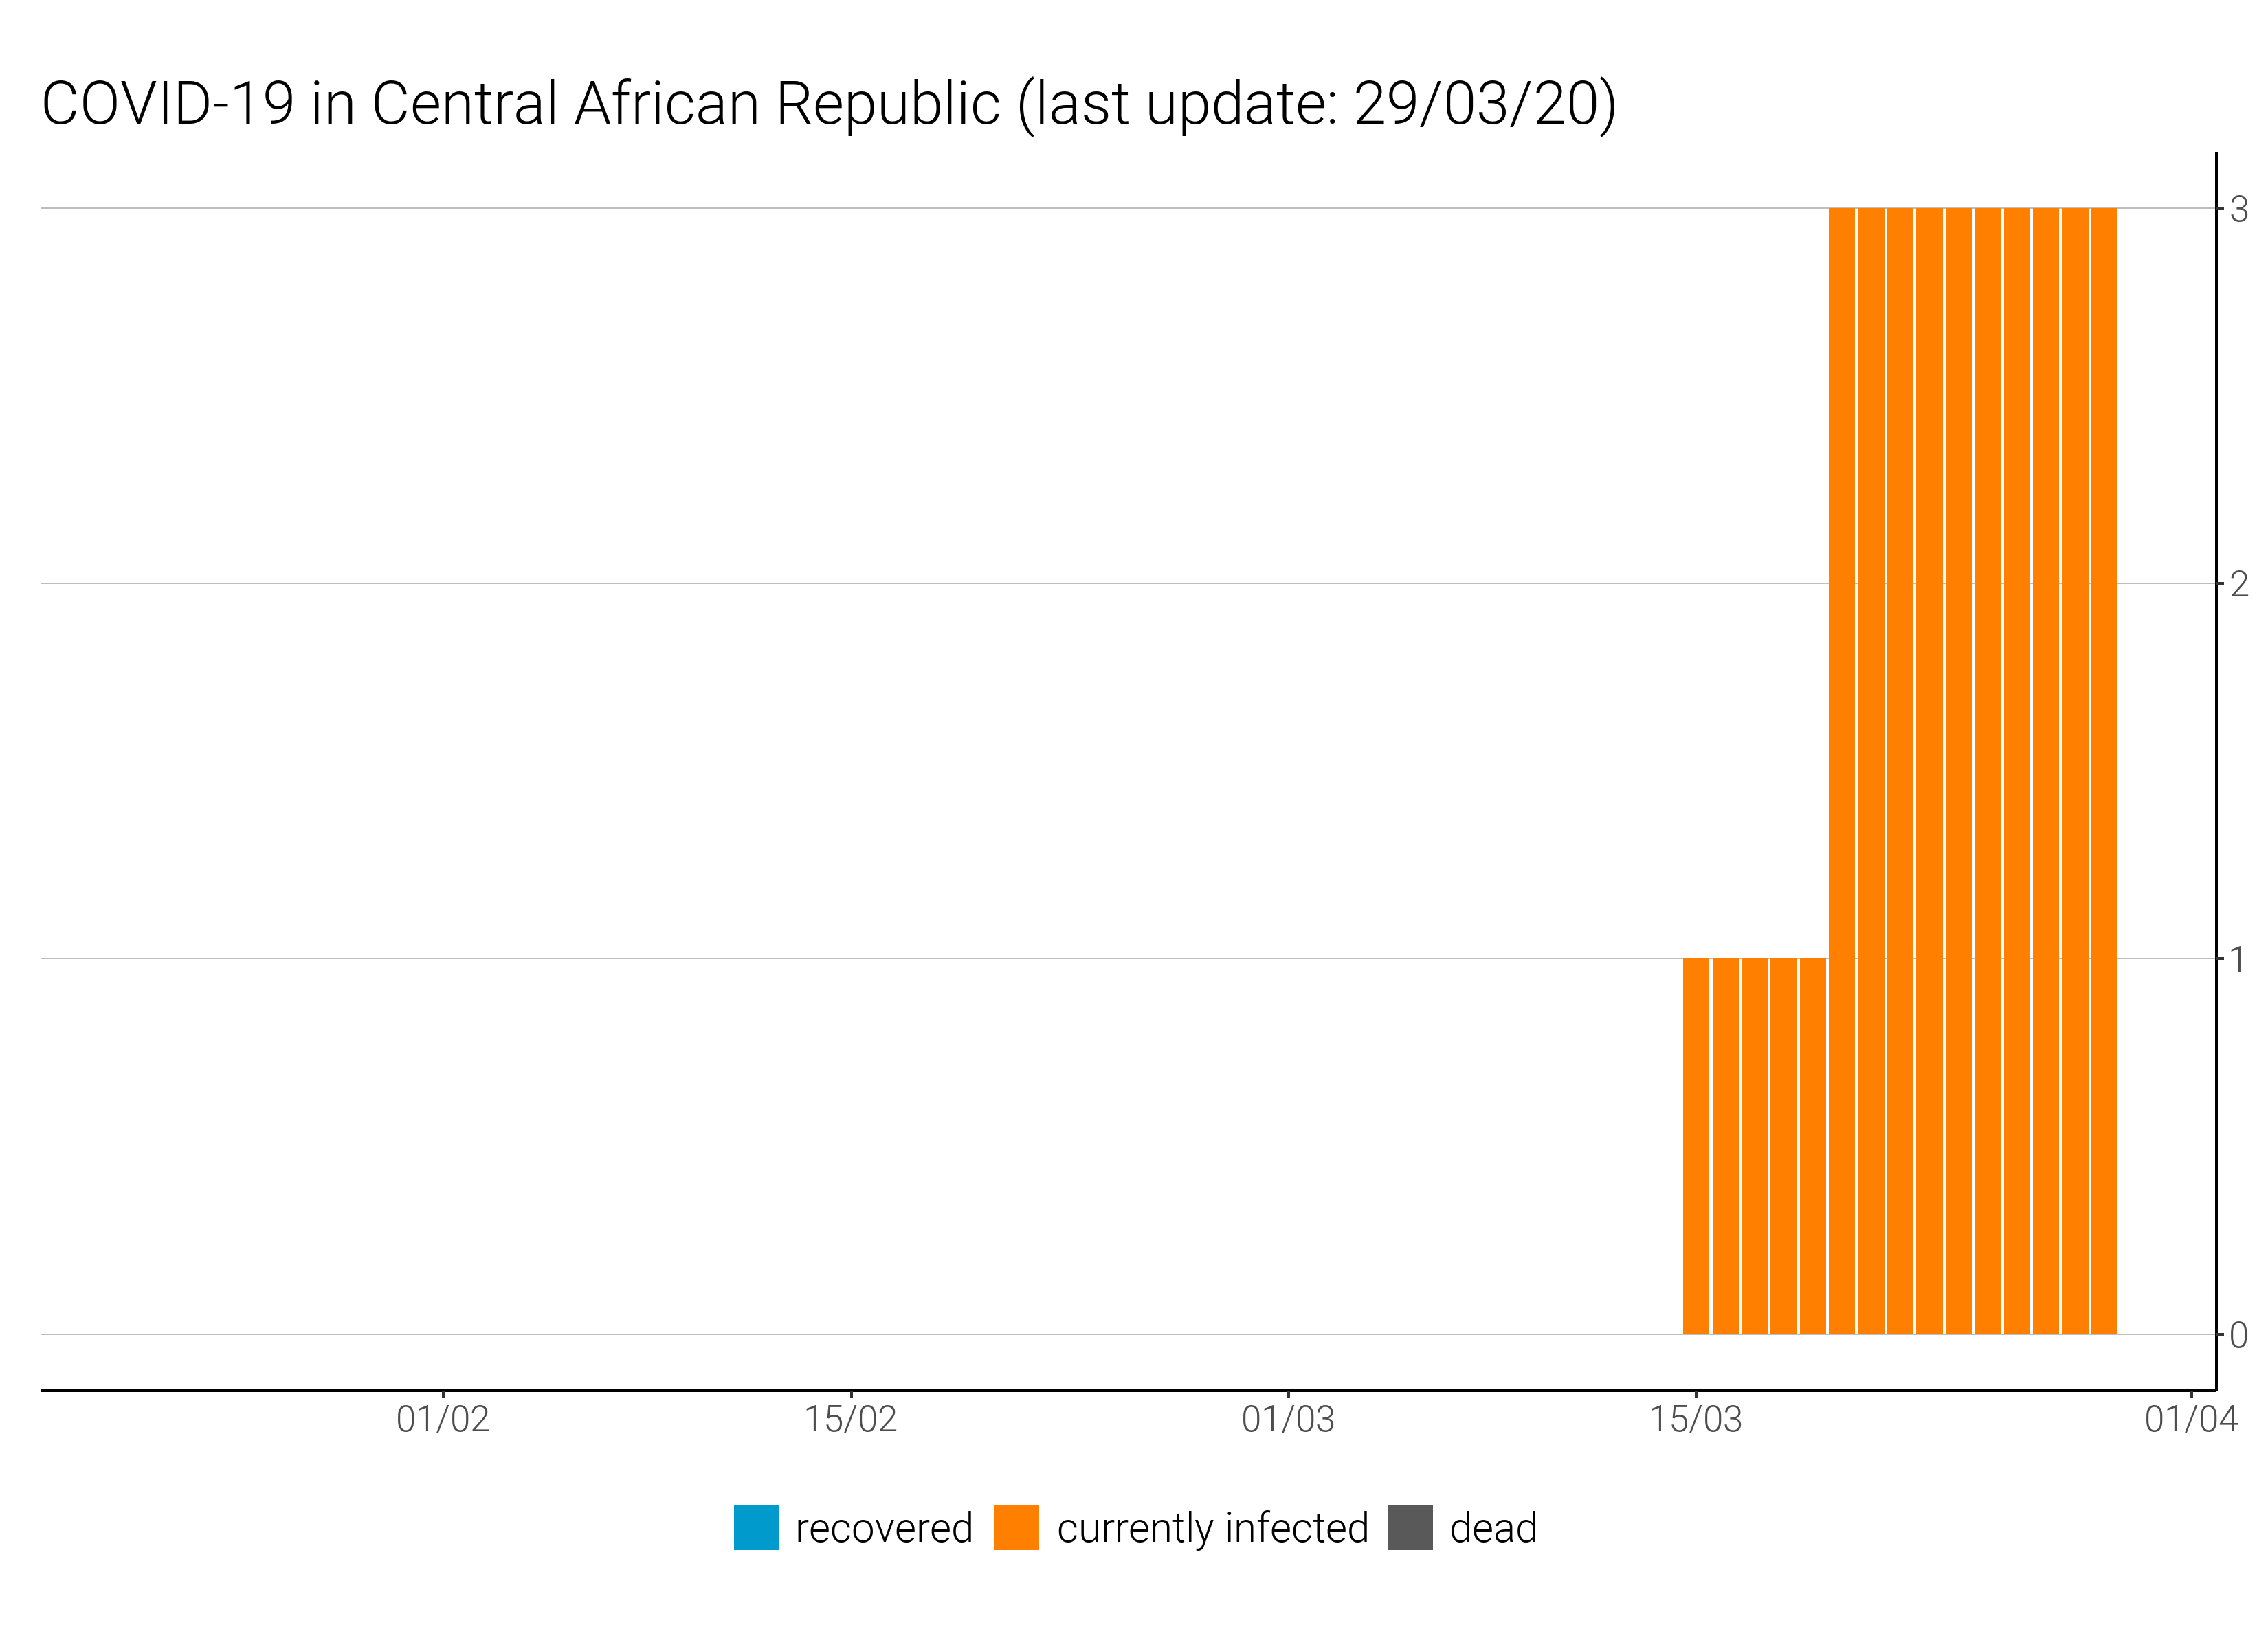 COVID-19 in Central African Republic (last update: 29/03/20)
3
2
1
0
01/02 15/02 01/03 15/03 01/04
recovered currently infected dead